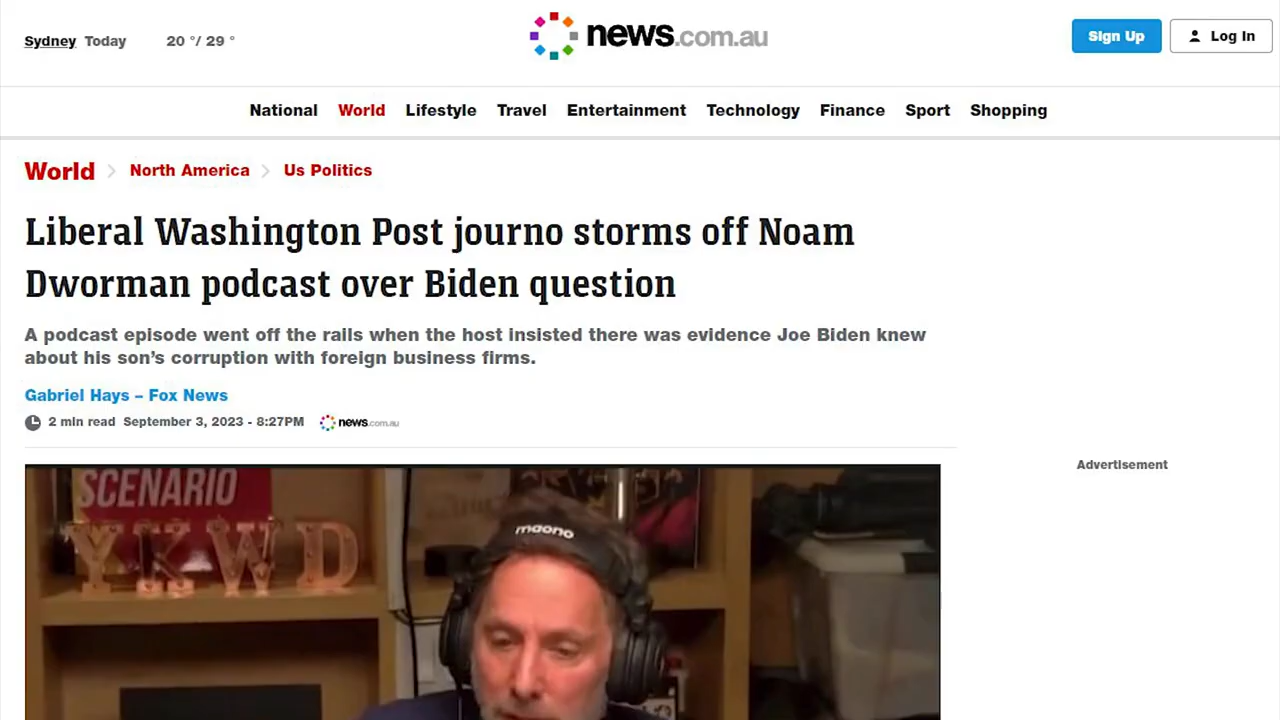 Sydney Today 20 °/ 29 °
news.com.au
Sign Up
Log In
National World Lifestyle Travel Entertainment Technology Finance Sport Shopping
World > North America > Us Politics
Liberal Washington Post journo storms off Noam
Dworman podcast over Biden question
A podcast episode went off the rails when the host insisted there was evidence Joe Biden knew
about his son’s corruption with foreign business firms.
Gabriel Hays – Fox News
2 min read September 3, 2023 - 8:27PM news.com.au
Advertisement
SCENARIO
YKWD
maono